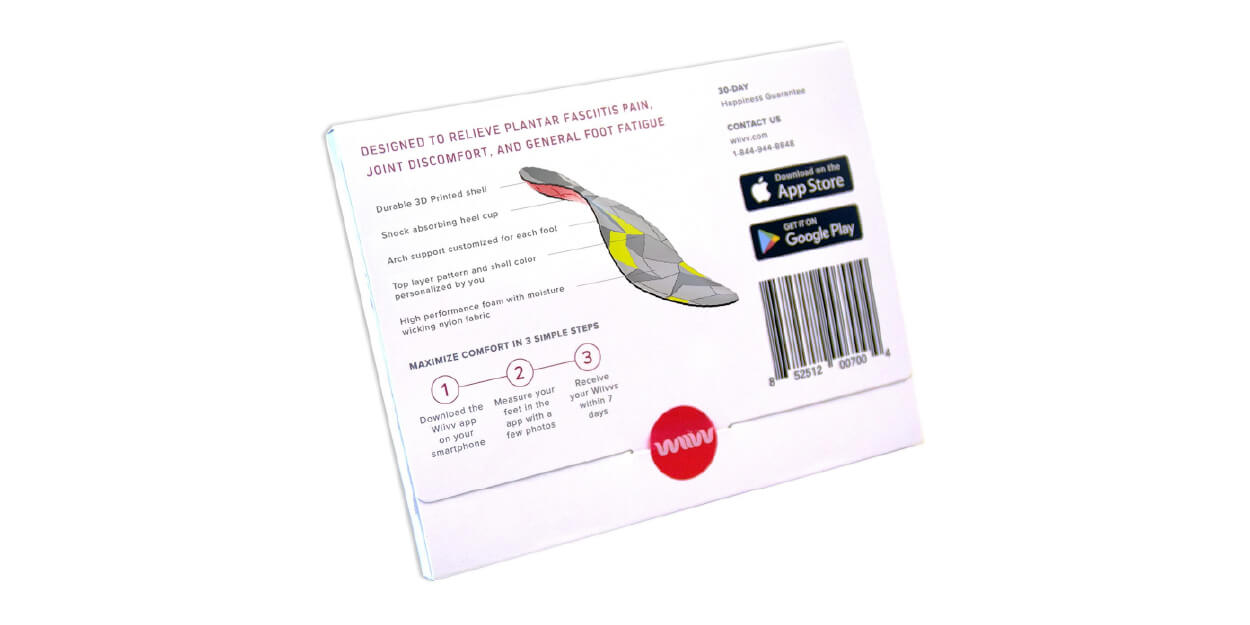 DESIGNED TO RELIEVE PLANTAR FASCIITIS PAIN,
JOINT DISCOMFORT, AND GENERAL FOOT FATIGUE
Durable 3D Printed shell
Shock absorbing heel cup
Arch support customized for each foot
Top layer pattern and shell color
personalized by you
High performance foam with moisture
wicking nylon fabric
MAXIMIZE COMFORT IN 3 SIMPLE STEPS
1
Download the
Wiivv app
on your
smartphone
2
Measure your
feet in the
app with a
few photos
3
Receive
your Wiivvs
within 7
days
30-DAY
Happiness Guarantee
CONTACT US
wiivv.com
1-844-944-8848
Download on the
App Store
GET IT ON
Google Play
8 52512 00700 4
wiivv